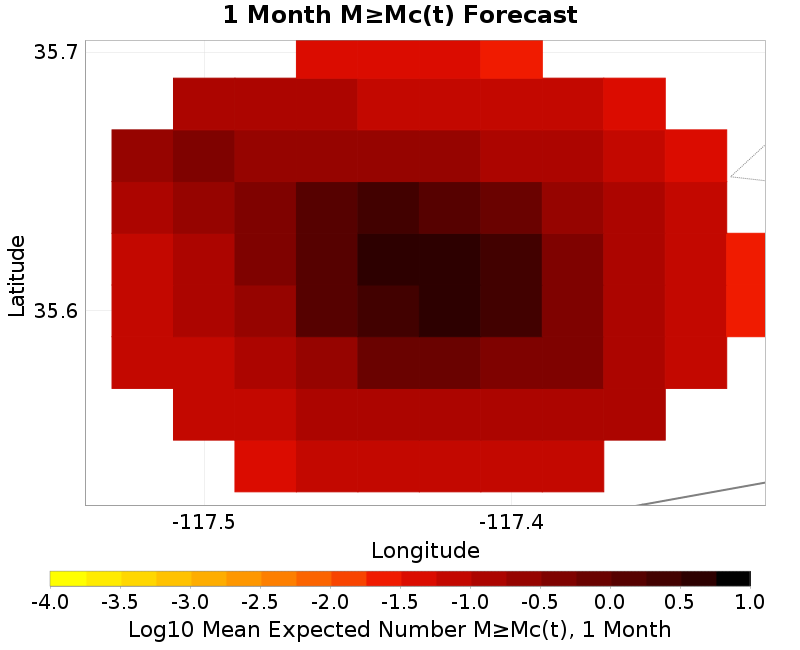 1 Month M≥Mc(t) Forecast
35.7
35.6
Latitude
-117.5 -117.4
Longitude
-4.0 -3.5 -3.0 -2.5 -2.0 -1.5 -1.0 -0.5 0.0 0.5 1.0
Log10 Mean Expected Number M≥Mc(t), 1 Month